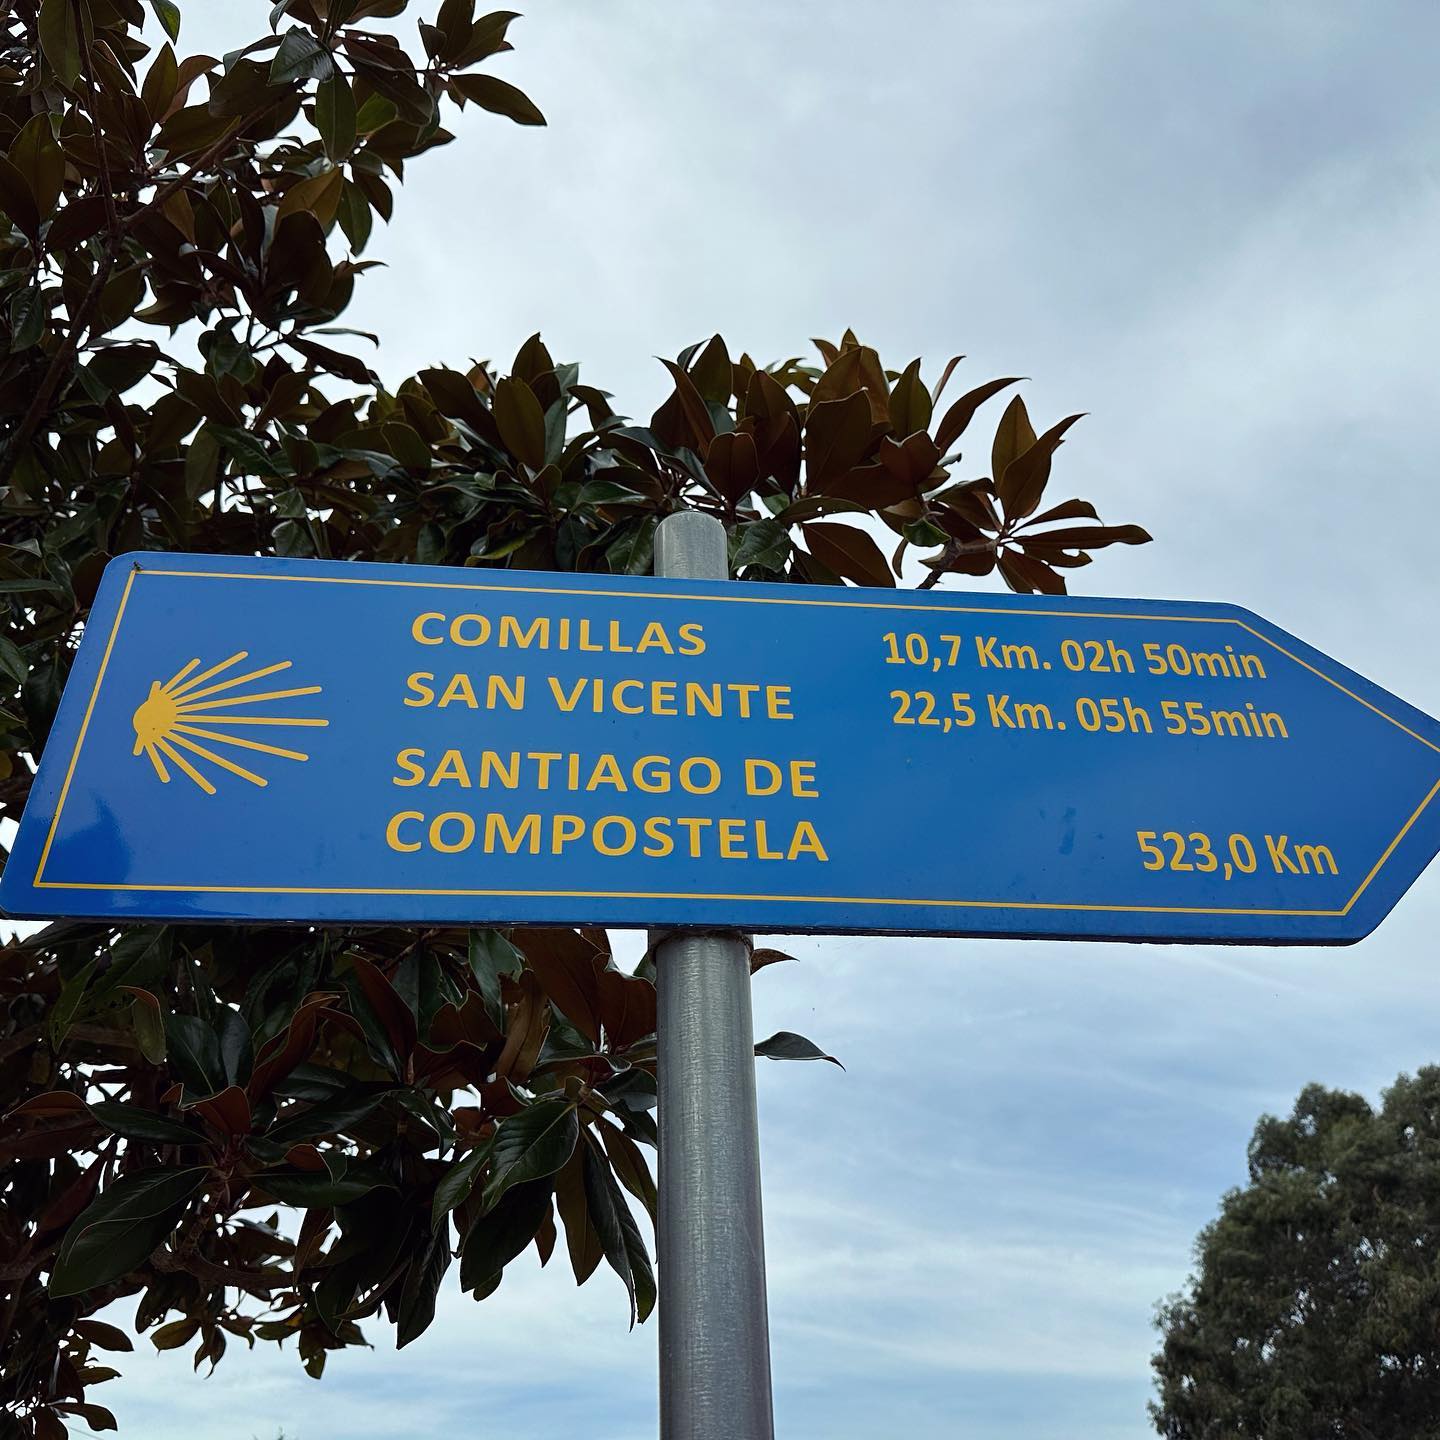 COMILLAS 10,7 Km. 02h 50min
SAN VICENTE 22,5 Km. 05h 55min
SANTIAGO DE
COMPOSTELA 523,0 Km